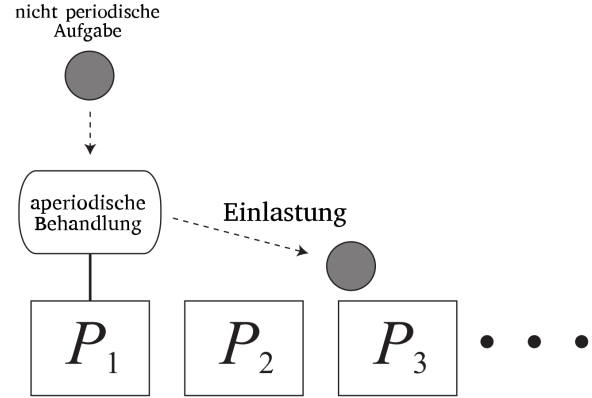 nicht periodische
Aufgabe
aperiodische
Behandlung
Einlastung
P1
P2
P3
• • •